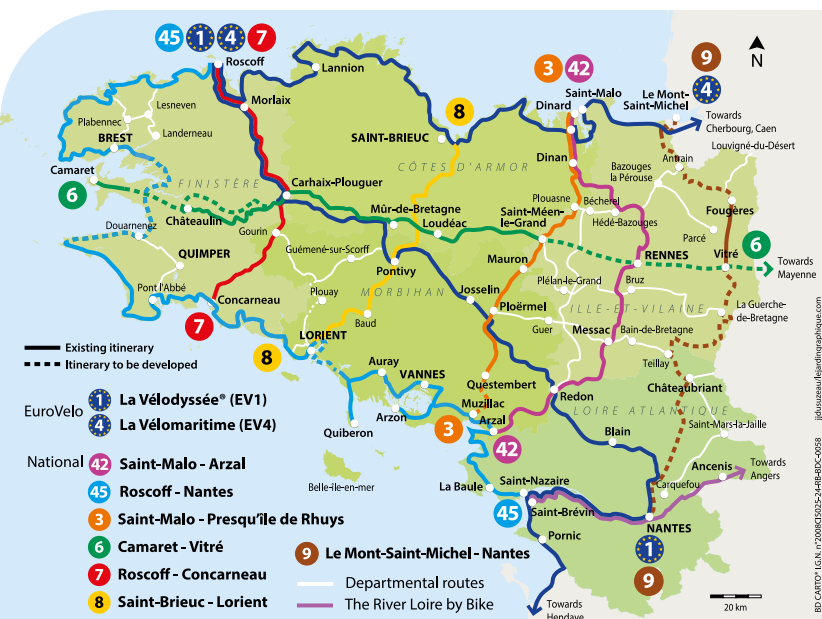 45 1 4 7
Roscoff
Lannion
Morlaix
Lesneven
Plabennec
BREST
Landerneau
Camaret
6
FINISTÈRE
Châteaulin
Carhaix-Plouguer
Douarnenez
Gourin
QUIMPER
Pont l'Abbé
Concarneau
7
SAINT-BRIEUC
8
CÔTES D'ARMOR
Mûr-de-Bretagne
Loudéac
Guémené-sur-Scorff
Pontivy
MORBIHAN
Plouay
Baud
LORIENT
8
Josselin
3 42
Saint-Malo
Dinard
Dinan
9
4
Le Mont-
Saint-Michel
Towards
Cherbourg, Caen
N
Louvigné-du-Désert
Antrain
Bazouges
la Pérouse
Plouasne
Bécherel
Hédé-Bazouges
Fougères
Parcé
Saint-Méen-
le-Grand
Mauron
RENNES
Vitré
6
Towards
Mayenne
Plélan-le-Grand
Bruz
ILLE-ET-VILAINE
Ploërmel
Guer
Messac
Bain-de-Bretagne
La Guerche-
de-Bretagne
Teillay
Châteaubriant
Auray
VANNES
Questembert
Muzillac
Arzon
Arzal
3
42
Redon
LOIRE ATLANTIQUE
Quiberon
Belle-île-en-mer
Blain
Saint-Mars-la-Jaille
Ancenis
Towards
Angers
Carquefou
La Baule
Saint-Nazaire
45
Saint-Brévin
NANTES
1
9
Pornic
Towards
Hendaye
20 km
Existing itinerary
Itinerary to be developed
EuroVelo
1 La Vélodyssée® (EV1)
4 La Vélomaritime (EV4)
National
42 Saint-Malo - Arzal
45 Roscoff - Nantes
3 Saint-Malo - Presqu'île de Rhuys
6 Camaret - Vitré
7 Roscoff - Concarneau
8 Saint-Brieuc - Lorient
9 Le Mont-Saint-Michel - Nantes
Departmental routes
The River Loire by Bike
BD CARTO® I.G.N. n°2008CISO25-24-RB-BDC-0058 jjdusuzeau/lejardingraphique.com